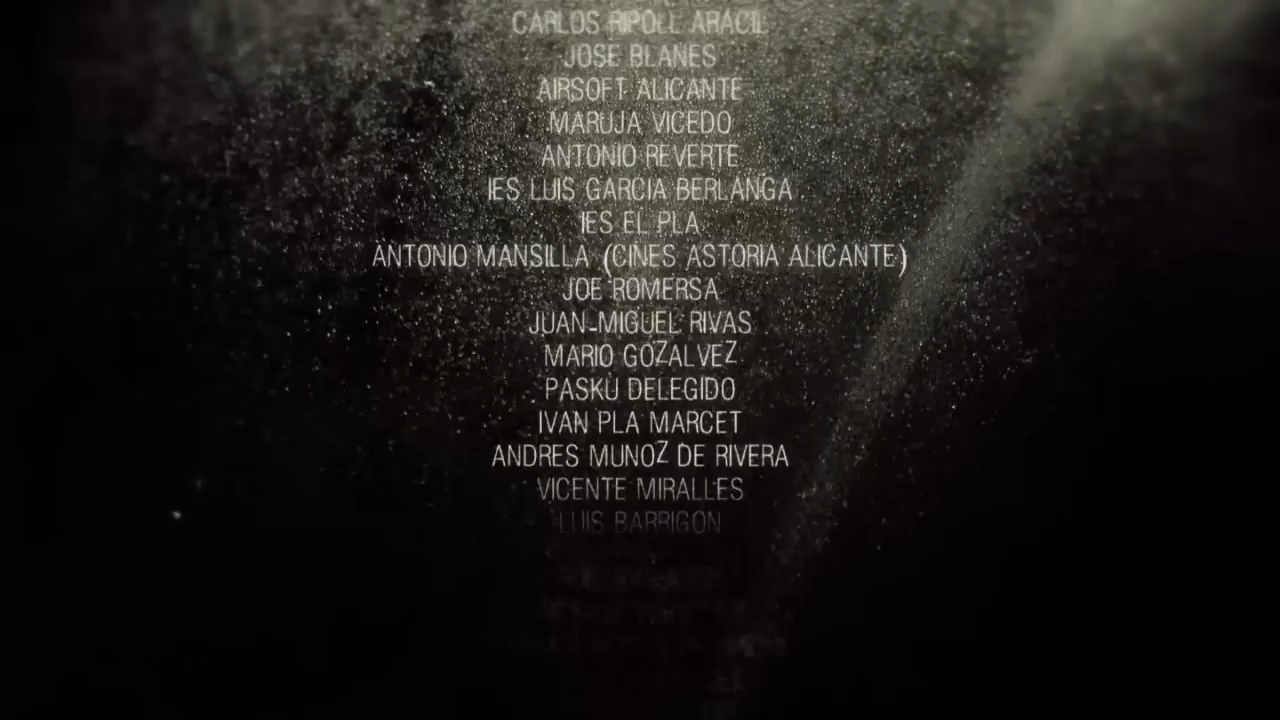 CARLOS RIPOLL ARACIL
JOSE BLANES
AIRSOFT ALICANTE
MARUJA VICEDO
ANTONIO REVERTE
IES LUIS GARCIA BERLANGA
IES EL PLA
ANTONIO MANSILLA (CINES ASTORIA ALICANTE)
JOE ROMERSA
JUAN-MIGUEL RIVAS
MARIO GOZALVEZ
PASKU DELEGIDO
IVAN PLA MARCET
ANDRES MUNOZ DE RIVERA
VICENTE MIRALLES
LUIS BARRIGON